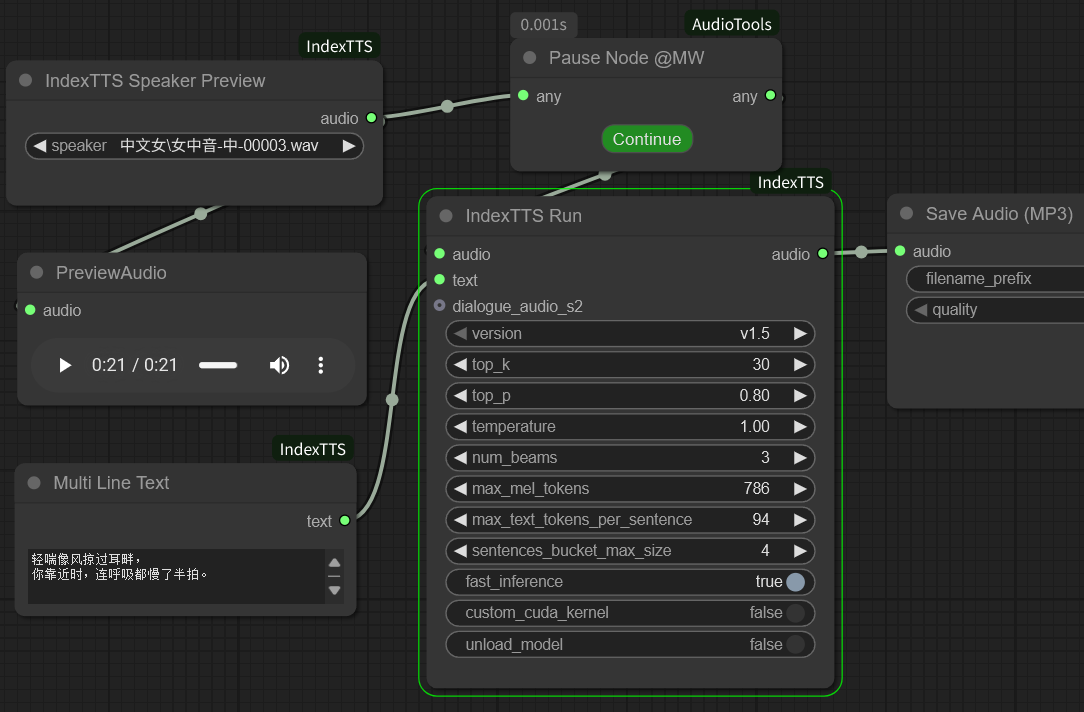 IndexTTS
IndexTTS Speaker Preview
audio
speaker 中文女\女中音-中-00003.wav
0.001s
AudioTools
Pause Node @MW
any any
Continue
PreviewAudio
audio
0:21 / 0:21
IndexTTS
Multi Line Text
text
轻喘像风掠过耳畔，
你靠近时，连呼吸都慢了半拍。
IndexTTS
IndexTTS Run
audio audio
text
dialogue_audio_s2
version v1.5
top_k 30
top_p 0.80
temperature 1.00
num_beams 3
max_mel_tokens 786
max_text_tokens_per_sentence 94
sentences_bucket_max_size 4
fast_inference true
custom_cuda_kernel false
unload_model false
Save Audio (MP3)
audio
filename_prefix
quality